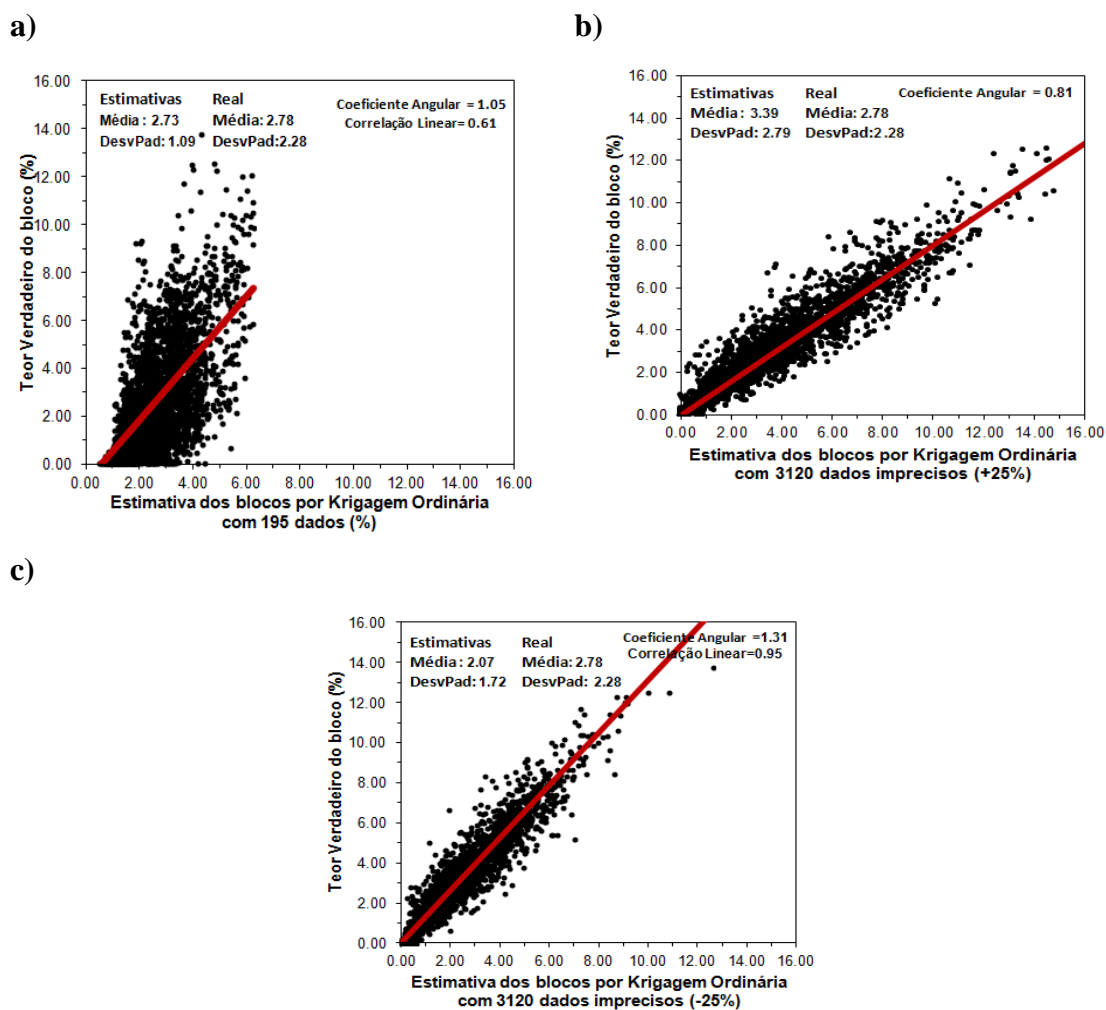 a)
Estimativas Real
Média : 2.73 Média: 2.78
DesvPad: 1.09 DesvPad:2.28
Coeficiente Angular = 1.05
Correlação Linear= 0.61
Teor Verdadeiro do bloco (%)
16.00
14.00
12.00
10.00
8.00
6.00
4.00
2.00
0.00
0.00 2.00 4.00 6.00 8.00 10.00 12.00 14.00 16.00
Estimativa dos blocos por Krigagem Ordinária
com 195 dados (%)
b)
Estimativas Real
Média : 3.39 Média: 2.78
DesvPad: 2.79 DesvPad:2.28
Coeficiente Angular = 0.81
Teor Verdadeiro do bloco (%)
16.00
14.00
12.00
10.00
8.00
6.00
4.00
2.00
0.00
0.00 2.00 4.00 6.00 8.00 10.00 12.00 14.00 16.00
Estimativa dos blocos por Krigagem Ordinária
com 3120 dados imprecisos (+25%)
c)
Estimativas Real
Média : 2.07 Média: 2.78
DesvPad: 1.72 DesvPad: 2.28
Coeficiente Angular =1.31
Correlação Linear=0.95
Teor Verdadeiro do bloco (%)
16.00
14.00
12.00
10.00
8.00
6.00
4.00
2.00
0.00
0.00 2.00 4.00 6.00 8.00 10.00 12.00 14.00 16.00
Estimativa dos blocos por Krigagem Ordinária
com 3120 dados imprecisos (-25%)